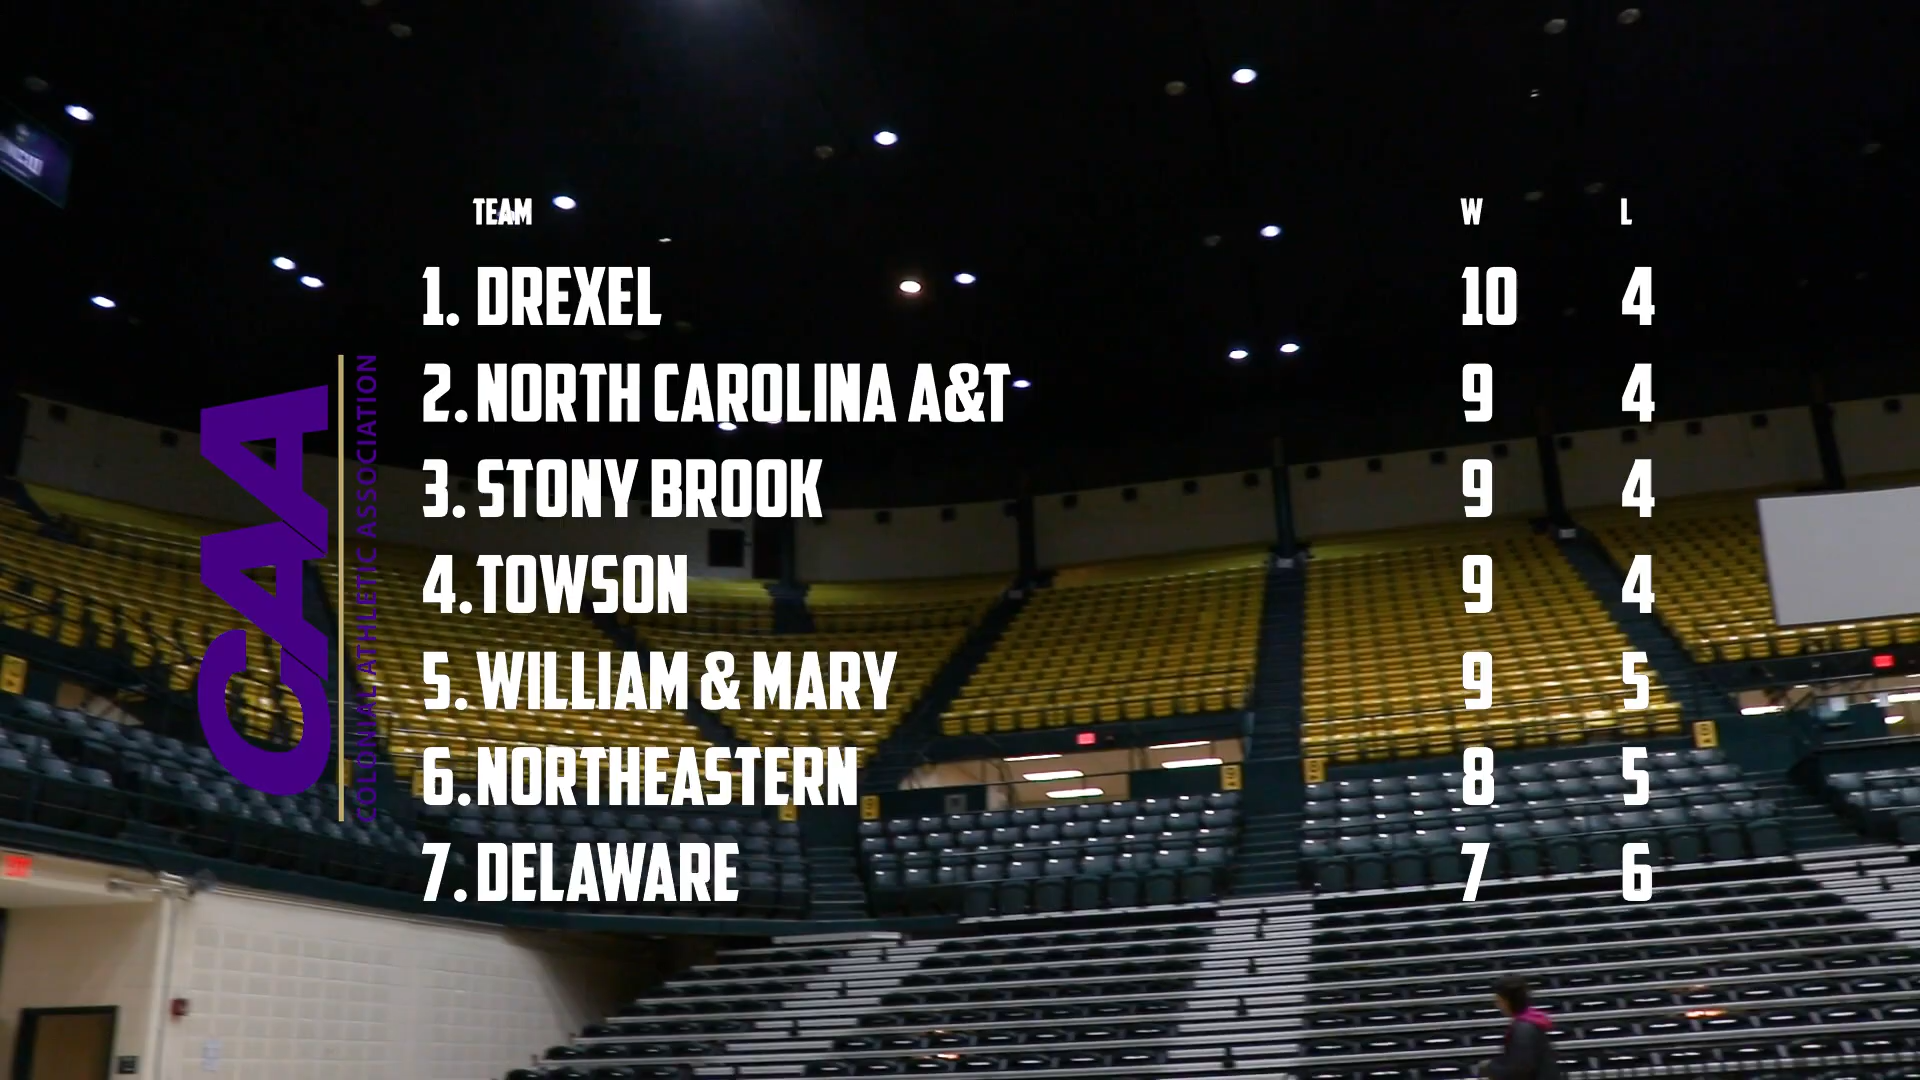 TEAM W L
1. DREXEL 10 4
2. NORTH CAROLINA A&T 9 4
3. STONY BROOK 9 4
4. TOWSON 9 4
5. WILLIAM & MARY 9 5
6. NORTHEASTERN 8 5
7. DELAWARE 7 6
CAA
COLONIAL ATHLETIC ASSOCIATION